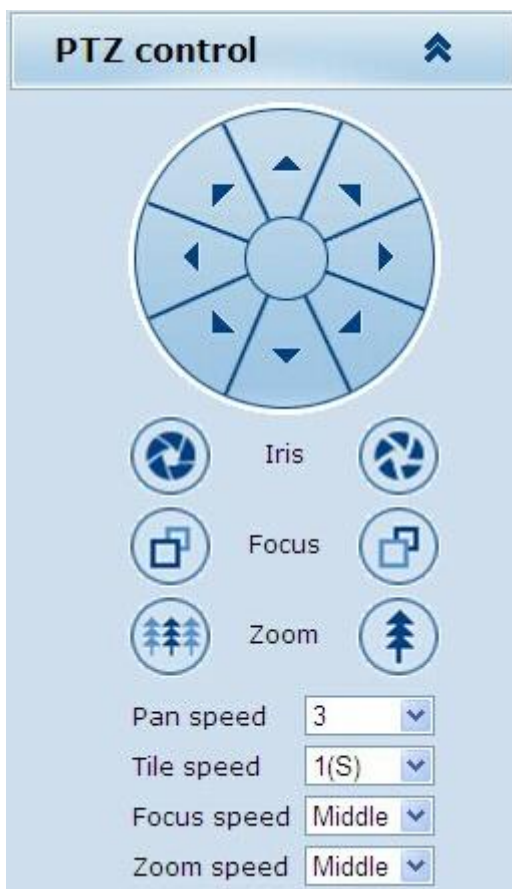 PTZ control
Iris
Focus
Zoom
Pan speed 3
Tile speed 1(S)
Focus speed Middle
Zoom speed Middle